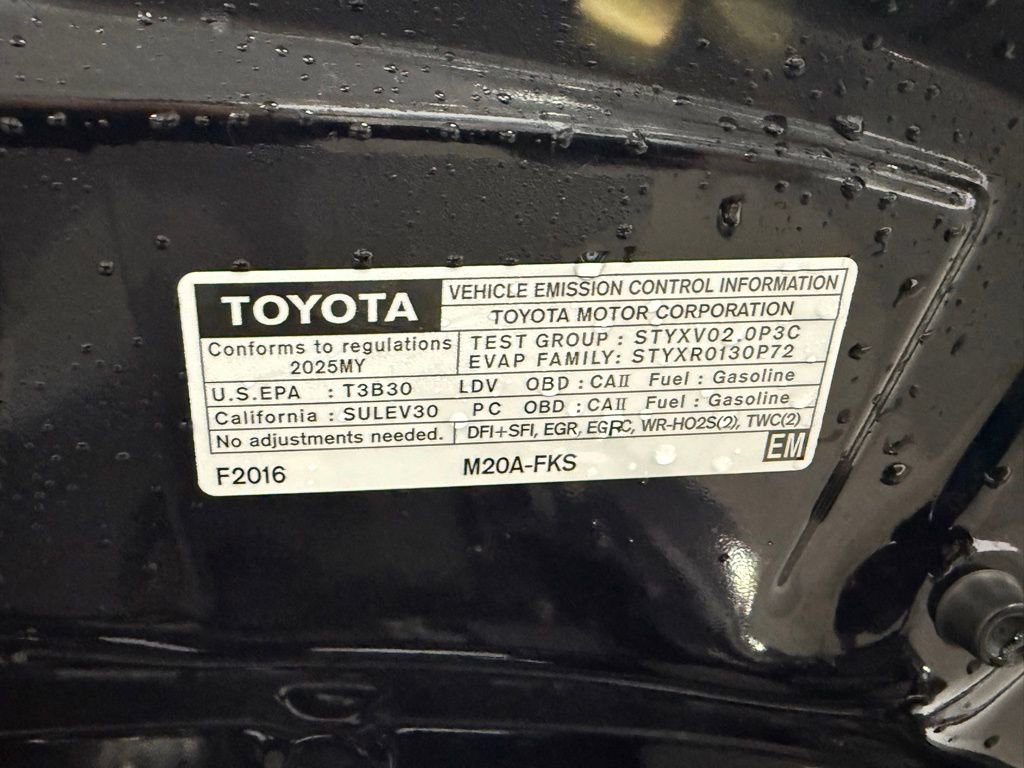 TOYOTA
VEHICLE EMISSION CONTROL INFORMATION
TOYOTA MOTOR CORPORATION
Conforms to regulations
2025MY
TEST GROUP : STYXV02.0P3C
EVAP FAMILY: STYXR0130P72
U.S.EPA : T3B30 LDV OBD : CAII Fuel : Gasoline
California : SULEV30 PC OBD : CAII Fuel : Gasoline
No adjustments needed. DFI+SFI, EGR, EGRC, WR-HO2S(2), TWC(2)
F2016 M20A-FKS EM